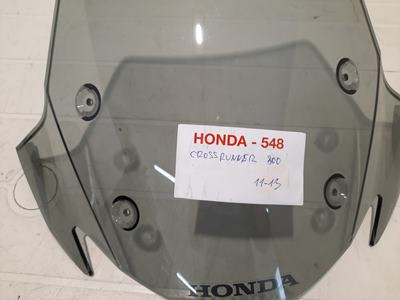 HONDA - 548
CROSSRUNNER 800
11-13
HONDA